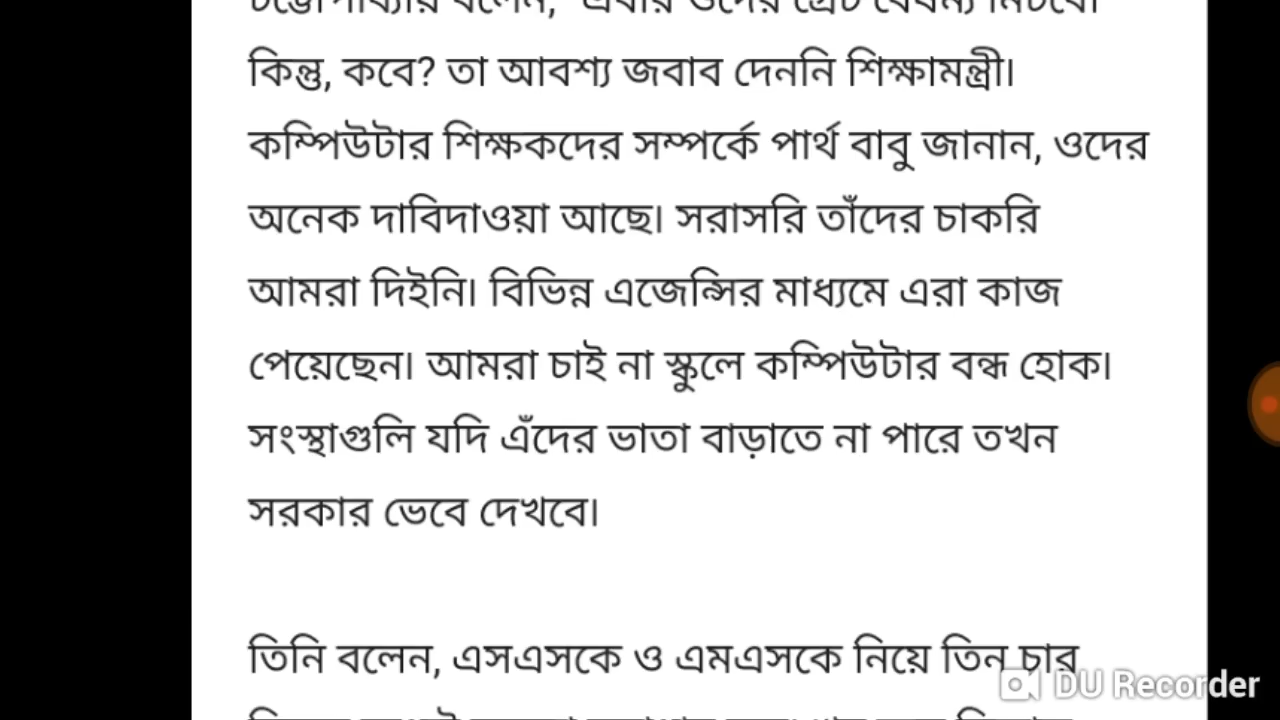 কিন্তু, কবে? তা আবশ্য জবাব দেননি শিক্ষামন্ত্রী।
কম্পিউটার শিক্ষকদের সম্পর্কে পার্থ বাবু জানান, ওদের
অনেক দাবিদাওয়া আছে। সরাসরি তাঁদের চাকরি
আমরা দিইনি। বিভিন্ন এজেন্সির মাধ্যমে এরা কাজ
পেয়েছেন। আমরা চাই না স্কুলে কম্পিউটার বন্ধ হোক।
সংস্থাগুলি যদি এঁদের ভাতা বাড়াতে না পারে তখন
সরকার ভেবে দেখবে।
তিনি বলেন, এসএসকে ও এমএসকে নিয়ে তিন চার
DU Recorder